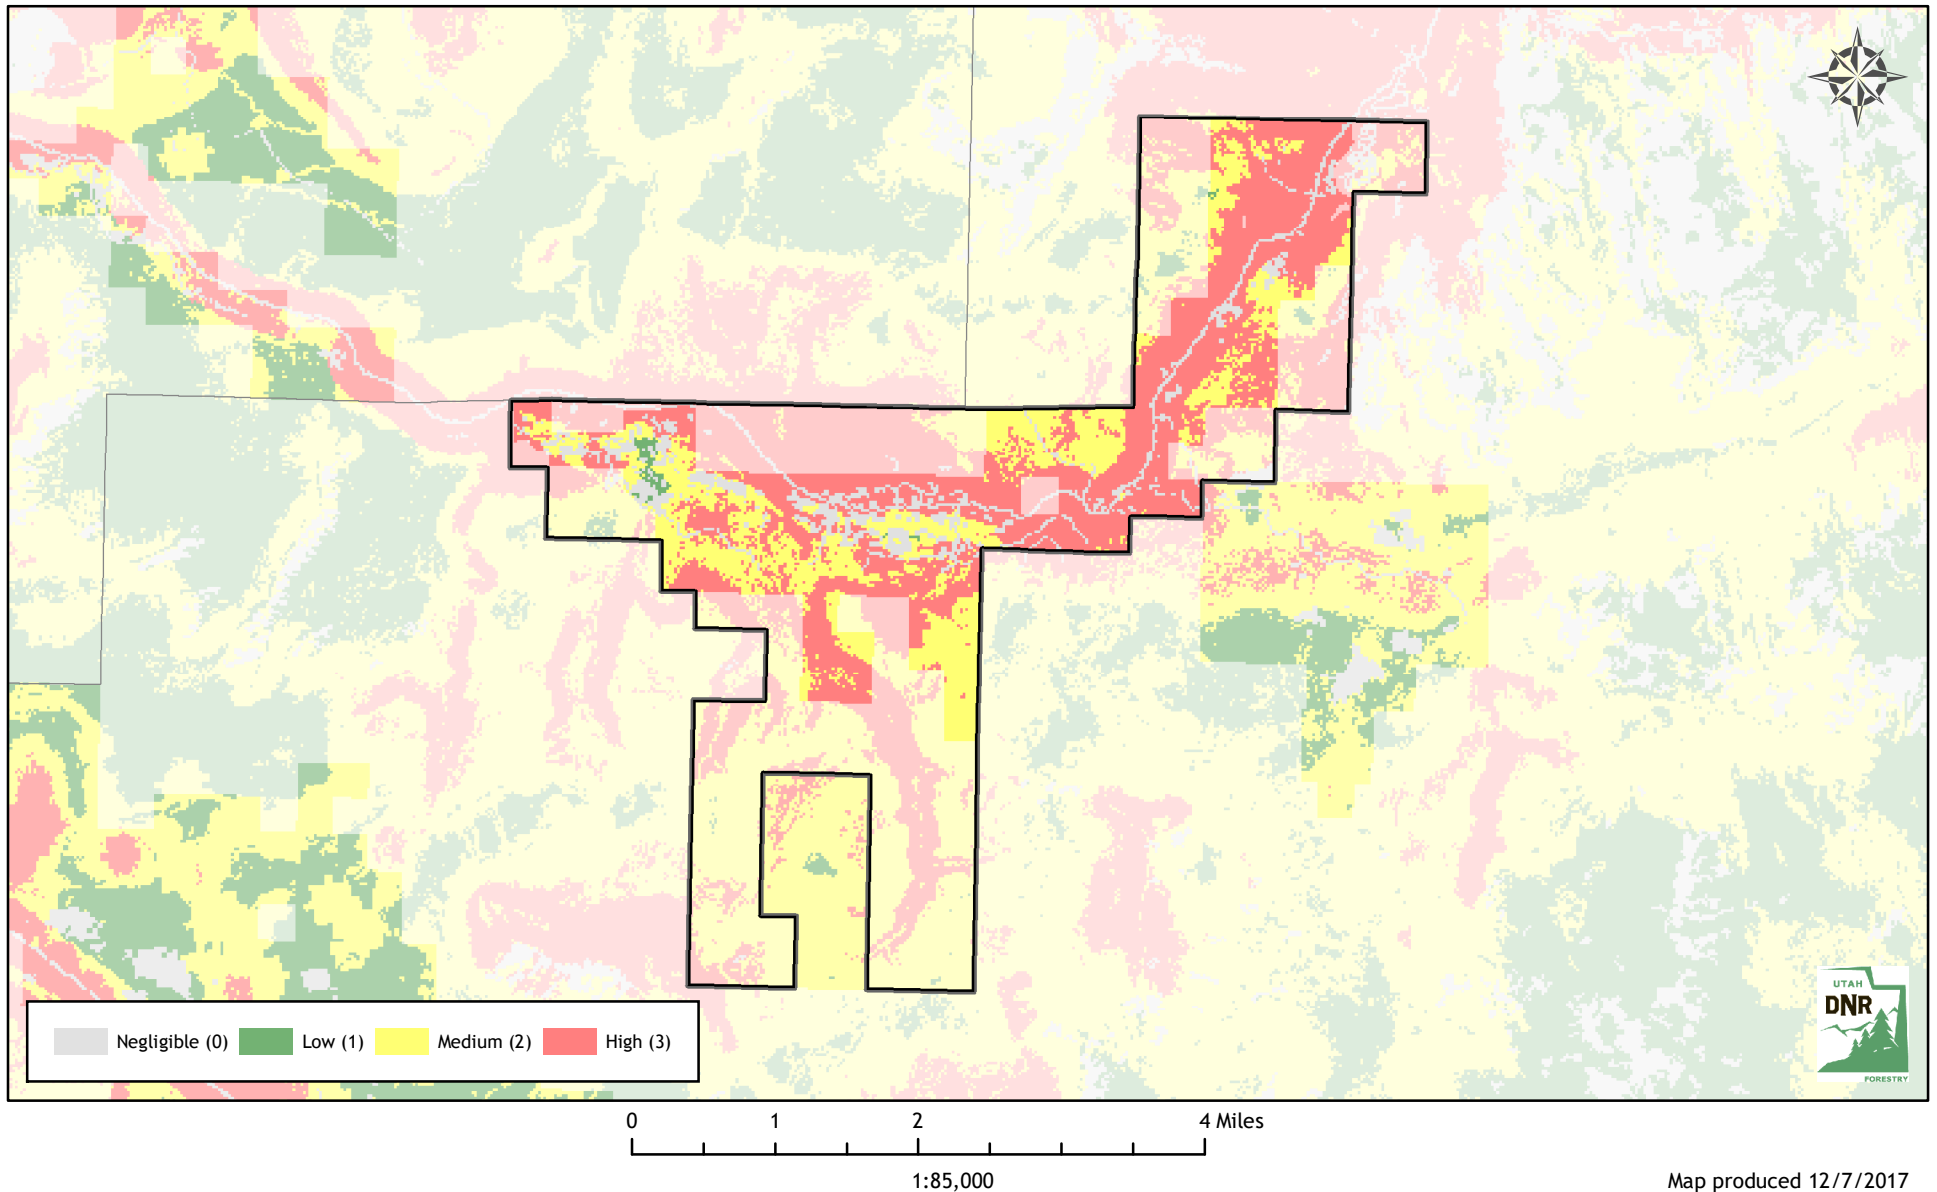 UTAH
DNR
FORESTRY
Negligible (0) Low (1) Medium (2) High (3)
0 1 2 4 Miles
1:85,000
Map produced 12/7/2017